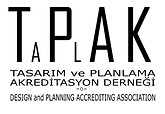 TAPLAK
TASARIM ve PLANLAMA
AKREDİTASYON DERNEĞİ
DESIGN and PLANNING ACCREDITING ASSOCIATION